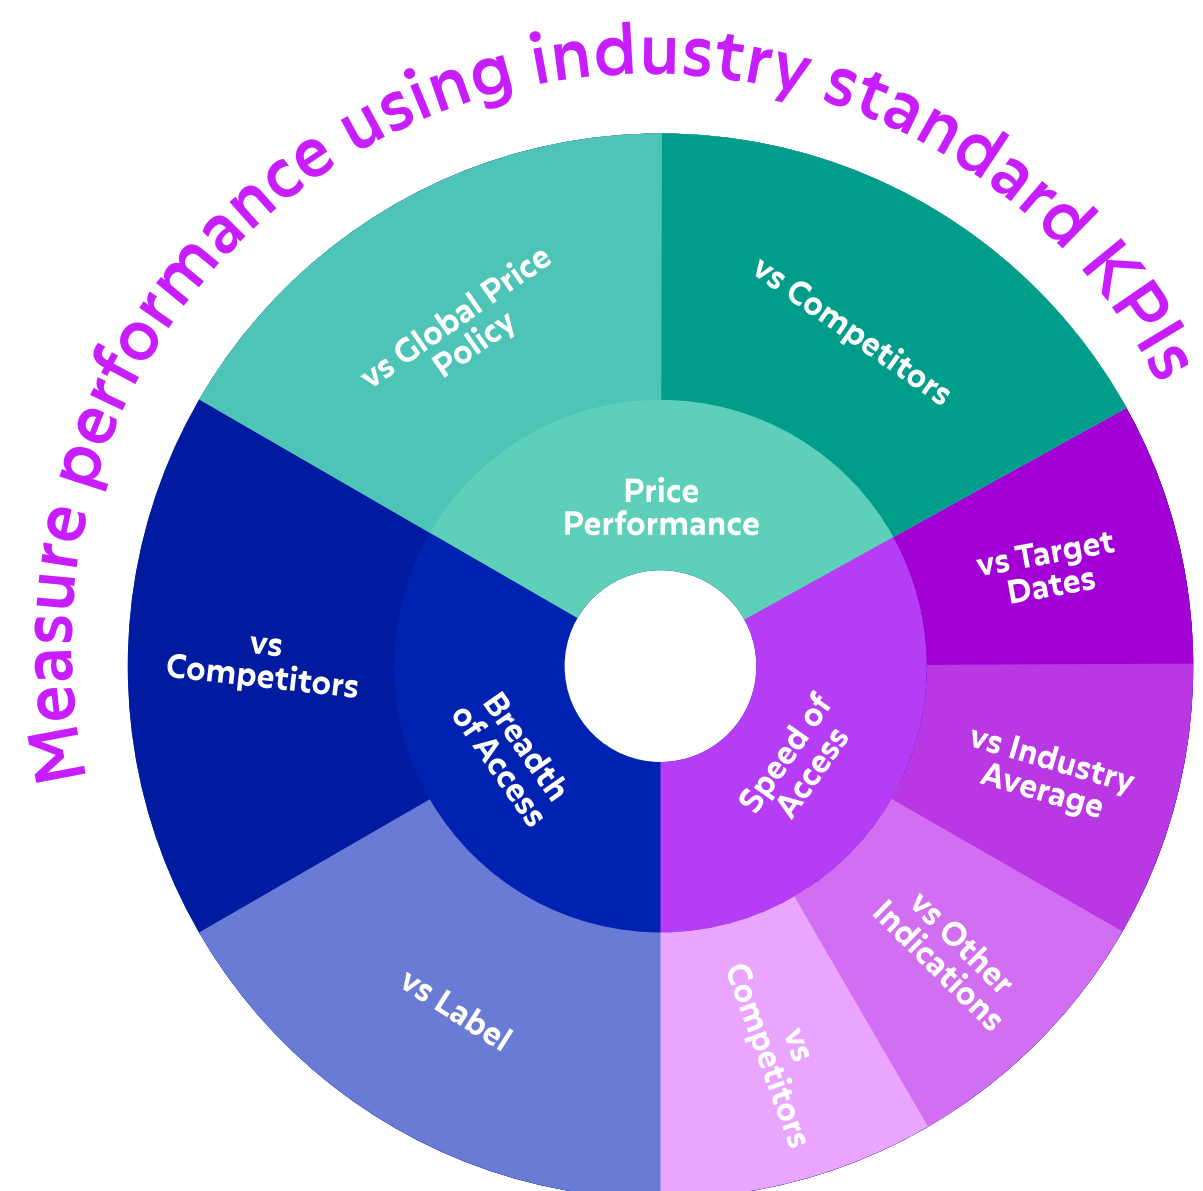 Measure performance using industry standard KPIs
vs Global Price
Policy
vs Competitors
Price
Performance
vs Target
Dates
vs
Competitors
Breadth
of Access
Speed of
Access
vs Industry
Average
vs Other
Indications
vs Label
vs
Competitors